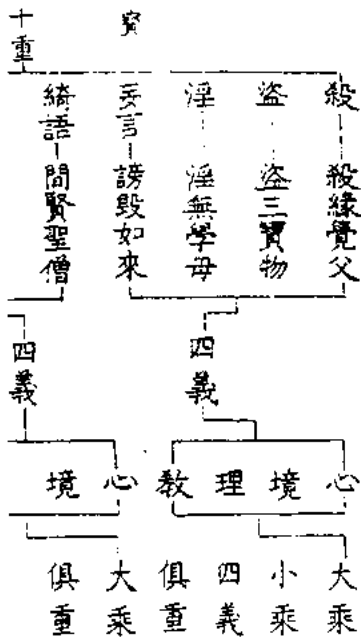 寶
十重
殺——殺緣覺父
盜——盜三寶物
淫——淫無學母
妄言—謗毀如來
綺語—間賢聖僧
四義
四義
心
境
理
教
心
境
大乘
小乘
四義
俱重
大乘
俱重